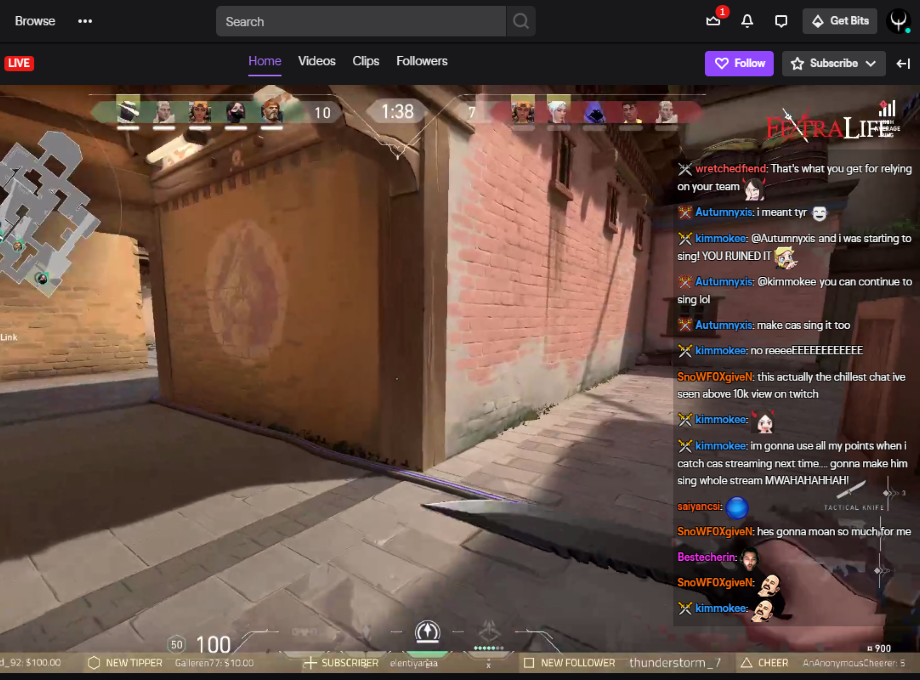 Browse
Search
1
Get Bits
LIVE
Home
Videos
Clips
Followers
Follow
Subscribe
10
1:38
7
FEXTRALIFE
wretchedfiend: That's what you get for relying
on your team
Autumnyxis: i meant tyr
kimmokee: @Autumnyxis and i was starting to
sing! YOU RUINED IT
Autumnyxis: @kimmokee you can continue to
sing lol
Link
Autumnyxis: make cas sing it too
kimmokee: no reeeeEEEEEEEEEEEE
SnoWFOXgiveN: this actually the chillest chat ive
seen above 10k view on twitch
kimmokee:
kimmokee: im gonna use all my points when i
catch cas streaming next time.... gonna make him
sing whole stream MWAHAHAHHAH!
3
TACTICAL KNIFE
saiyancsi:
SnoWFOXgiveN: hes gonna moan so much for me
Bestecherin:
SnoWFOXgiveN:
kimmokee:
50
100
900
d_92: $100.00
NEW TIPPER
Galleren77: $10.00
SUBSCRIBER
elentiyanaa
X
NEW FOLLOWER
thunderstorm_7
CHEER
AnAnonymousCheerer: 5